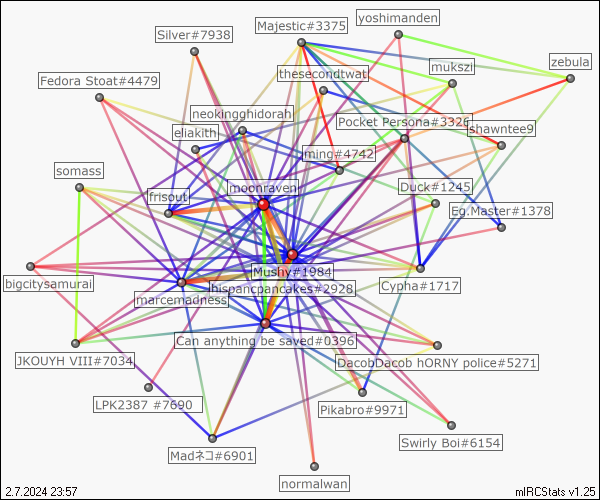 yoshimanden
Majestic#3375
Silver#7938
zebula
mukszi
thesecondtwat
Fedora Stoat#4479
neokingghidorah
Pocket Persona#3326
shawntee9
eliakith
ming#4742
somass
moonraven
Duck#1245
frisout
Eg.Master#1378
Mushy#1984
bigcitysamurai
hispancpancakes#2928
Cypha#1717
marcemadness
Can anything be saved#0396
JKOUYH VIII#7034
DacobDacob hORNY police#5271
LPK2387 #7690
Pikabro#9971
Swirly Boi#6154
Madネコ#6901
normalwan
2.7.2024 23:57
mIRCStats v1.25